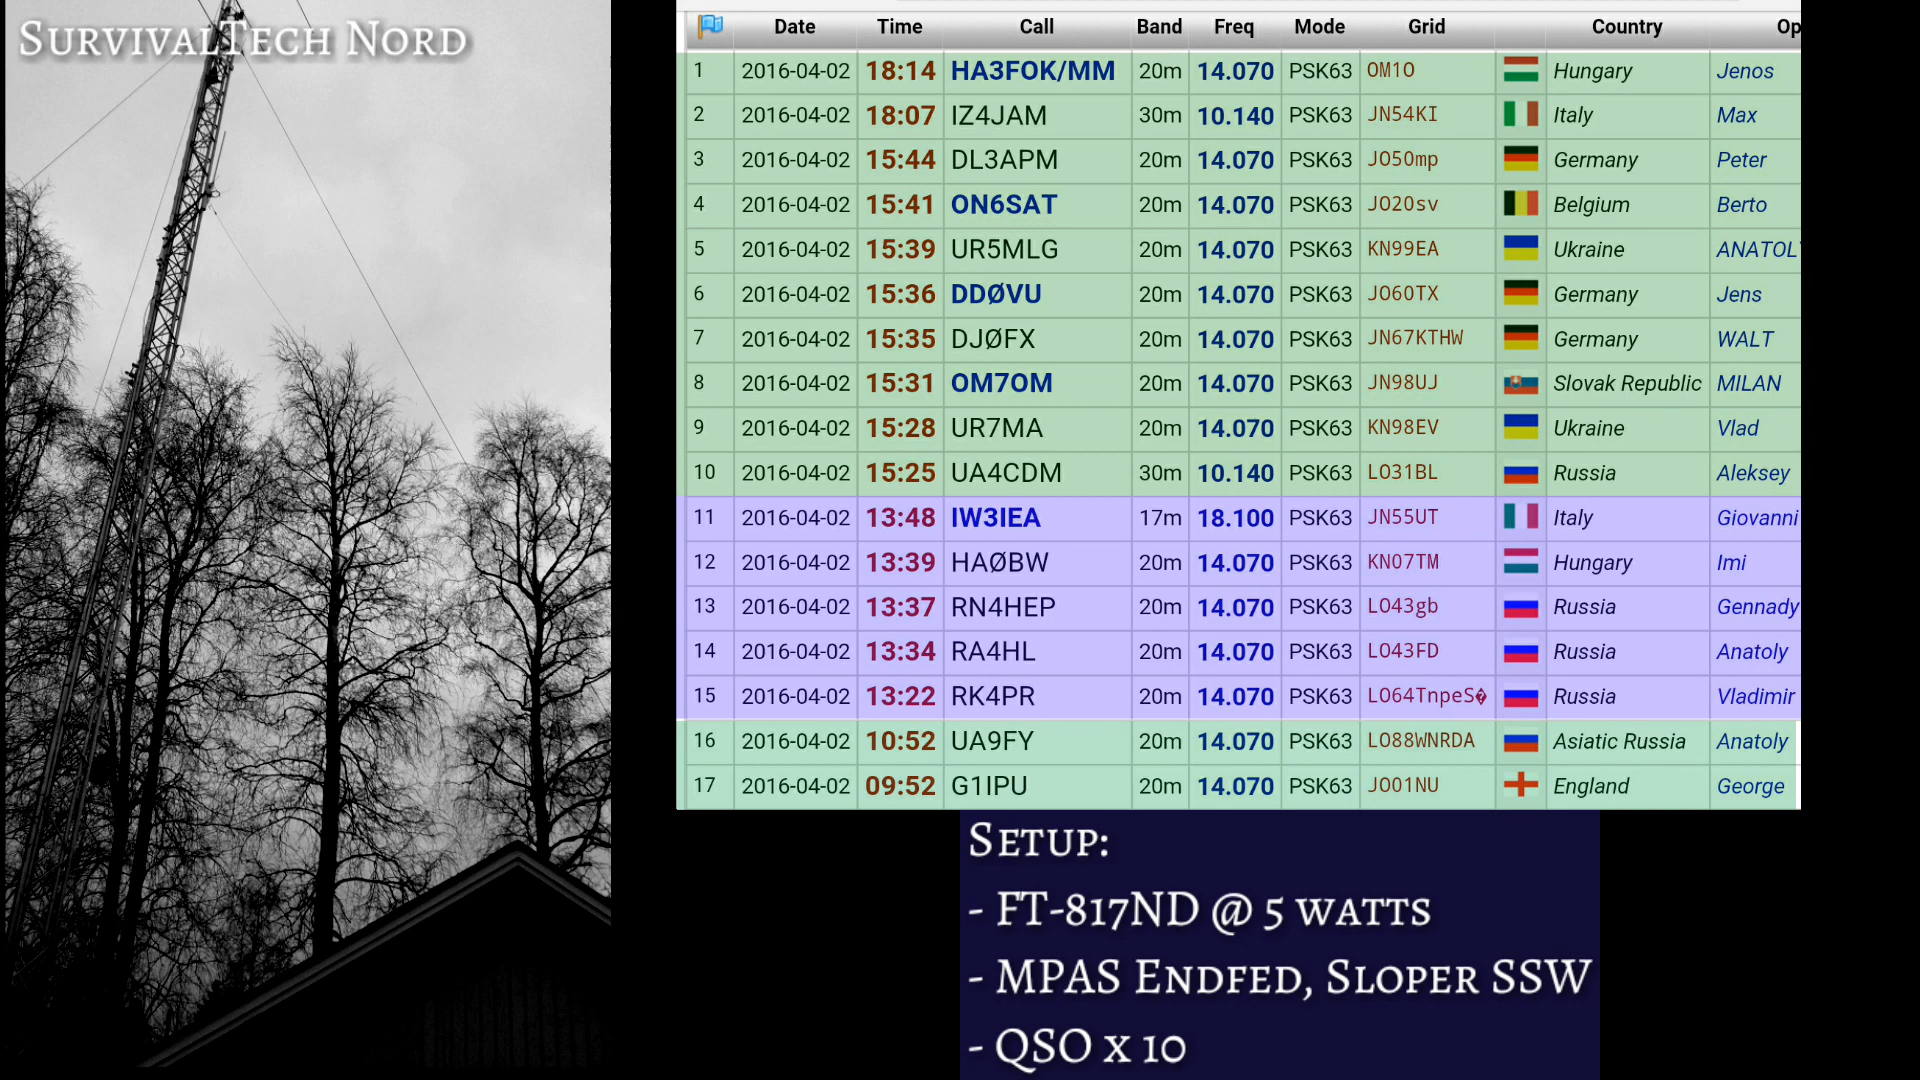 SurvivalTech Nord
Date Time Call Band Freq Mode Grid Country Op
1 2016-04-02 18:14 HA3FOK/MM 20m 14.070 PSK63 OM1O Hungary Jenos
2 2016-04-02 18:07 IZ4JAM 30m 10.140 PSK63 JN54KI Italy Max
3 2016-04-02 15:44 DL3APM 20m 14.070 PSK63 JO50mp Germany Peter
4 2016-04-02 15:41 ON6SAT 20m 14.070 PSK63 JO20sv Belgium Berto
5 2016-04-02 15:39 UR5MLG 20m 14.070 PSK63 KN99EA Ukraine ANATOL
6 2016-04-02 15:36 DDØVU 20m 14.070 PSK63 JO60TX Germany Jens
7 2016-04-02 15:35 DJØFX 20m 14.070 PSK63 JN67KTHW Germany WALT
8 2016-04-02 15:31 OM7OM 20m 14.070 PSK63 JN98UJ Slovak Republic MILAN
9 2016-04-02 15:28 UR7MA 20m 14.070 PSK63 KN98EV Ukraine Vlad
10 2016-04-02 15:25 UA4CDM 30m 10.140 PSK63 LO31BL Russia Aleksey
11 2016-04-02 13:48 IW3IEA 17m 18.100 PSK63 JN55UT Italy Giovanni
12 2016-04-02 13:39 HAØBW 20m 14.070 PSK63 KN07TM Hungary Imi
13 2016-04-02 13:37 RN4HEP 20m 14.070 PSK63 LO43gb Russia Gennady
14 2016-04-02 13:34 RA4HL 20m 14.070 PSK63 LO43FD Russia Anatoly
15 2016-04-02 13:22 RK4PR 20m 14.070 PSK63 LO64TnpeS� Russia Vladimir
16 2016-04-02 10:52 UA9FY 20m 14.070 PSK63 LO88WNRDA Asiatic Russia Anatoly
17 2016-04-02 09:52 G1IPU 20m 14.070 PSK63 JO01NU England George
Setup:
- FT-817ND @ 5 watts
- MPAS Endfed, Sloper SSW
- QSO x 10